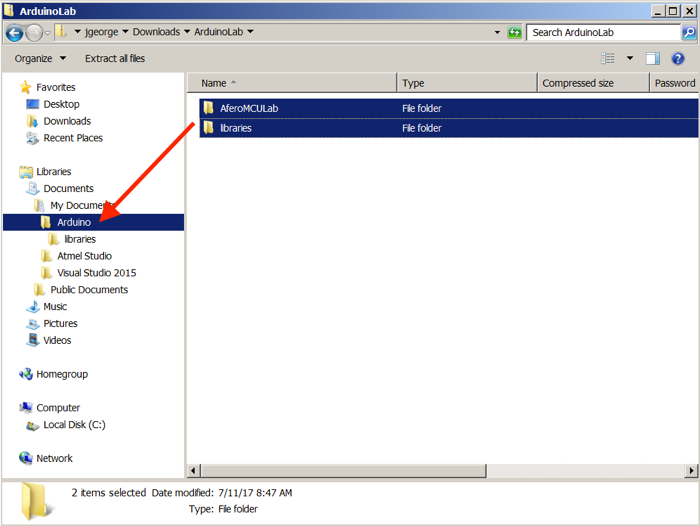 ArduinoLab
jgeorge Downloads ArduinoLab
Search ArduinoLab
Organize Extract all files
Name Type Compressed size Password
Favorites
Desktop
Downloads
Recent Places
Libraries
Documents
My Documents
Arduino
libraries
Atmel Studio
Visual Studio 2015
Public Documents
Music
Pictures
Videos
Homegroup
Computer
Local Disk (C:)
Network
AferoMCULab File folder
libraries File folder
2 items selected Date modified: 7/11/17 8:47 AM
Type: File folder